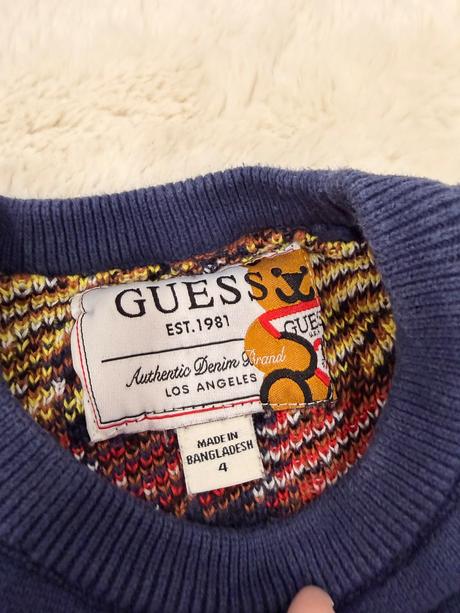 GUESS
EST.1981
Authentic Denim Brand
LOS ANGELES
GUESS
MADE IN
BANGLADESH
4